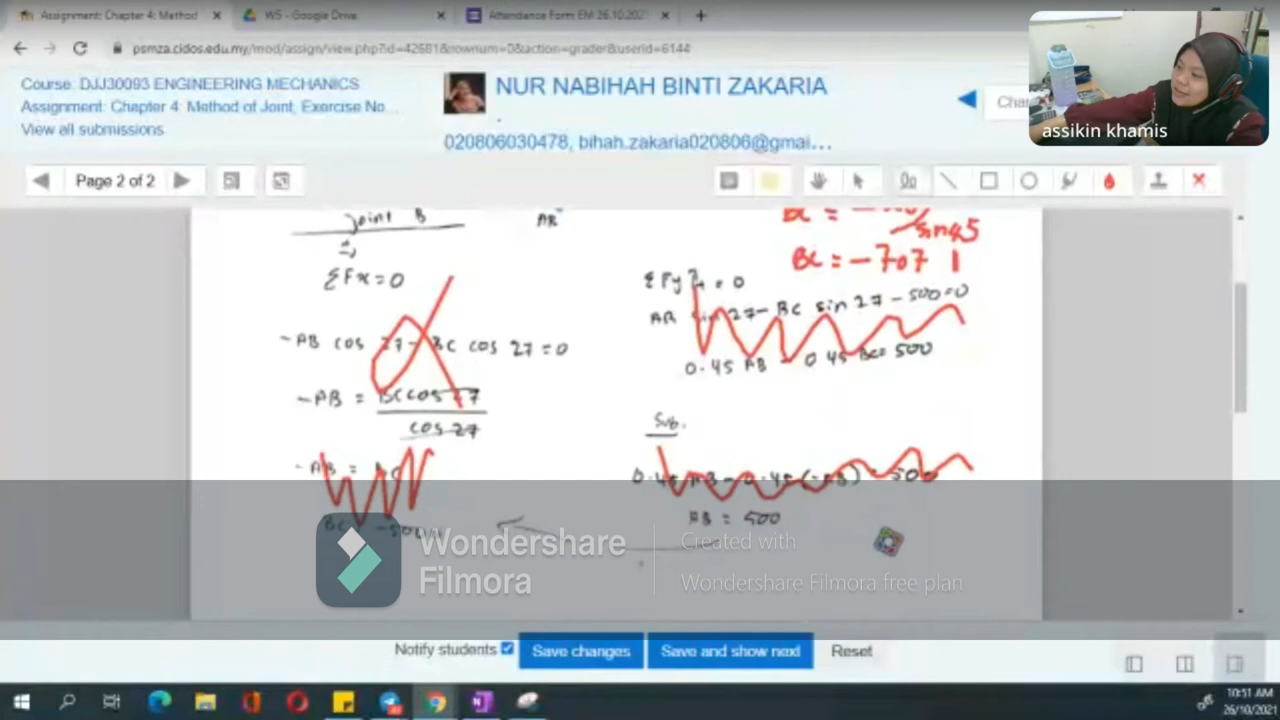 Assignment: Chapter 4: Method
W5 - Google Drive
Attendance Form EM 26.10.202
psmza.cidos.edu.my/mod/assign/view.php?id=42681&rownum=0&action=grader&userid=6144
Course: DJJ30093 ENGINEERING MECHANICS
Assignment: Chapter 4: Method of Joint, Exercise No...
View all submissions
NUR NABIHAH BINTI ZAKARIA
020806030478, bihah.zakaria020806@gmai...
assikin khamis
Page 2 of 2
Joint B
AB
sin45
BC = -707
ΣFx = 0
-AB cos 27 - BC cos 27 = 0
-AB = BC cos 27
cos 27
ΣFy = 0
AB sin 27 - BC sin 27 - 500 = 0
0.45 AB - 0.45 BC = 500
Sub.
AB = 500
Wondershare
Filmora
Created with
Wondershare Filmora free plan
Notify students
Save changes
Save and show next
Reset
10:51 AM
26/10/2021